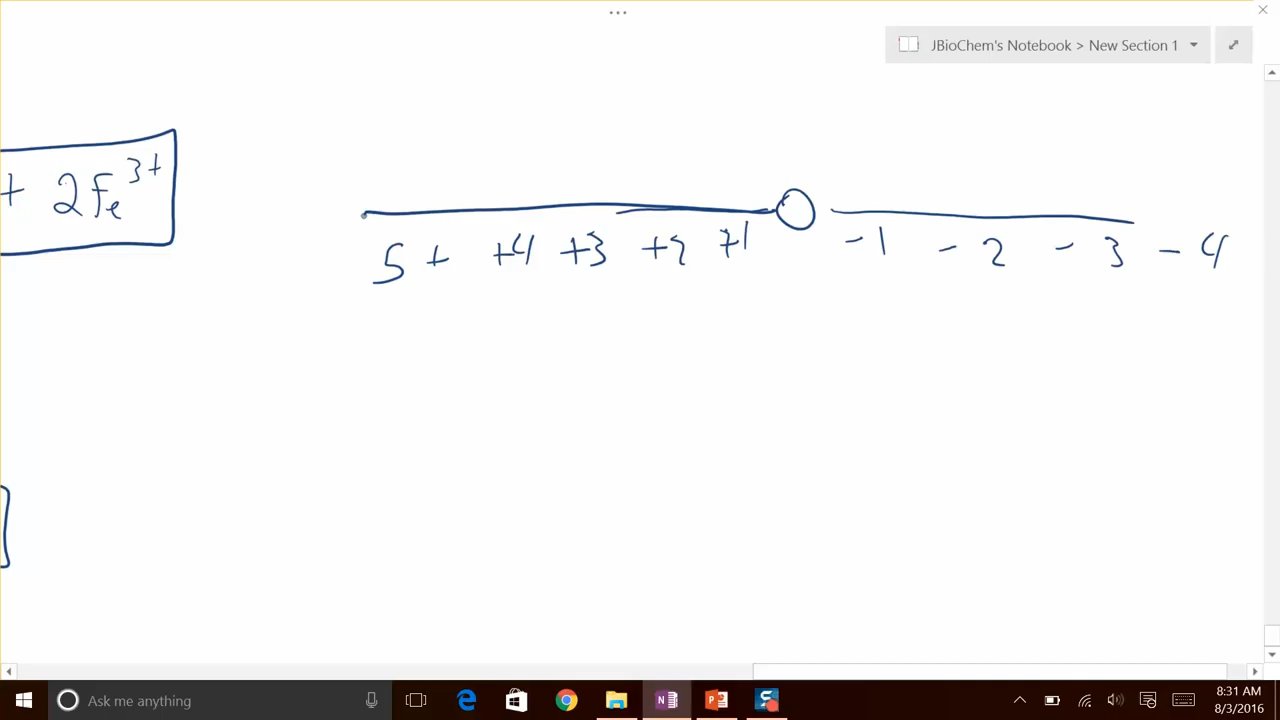 ...
JBioChem's Notebook > New Section 1
+ 2Fe³⁺
5+ +4 +3 +2 +1 -1 -2 -3 -4
Ask me anything
8:31 AM
8/3/2016